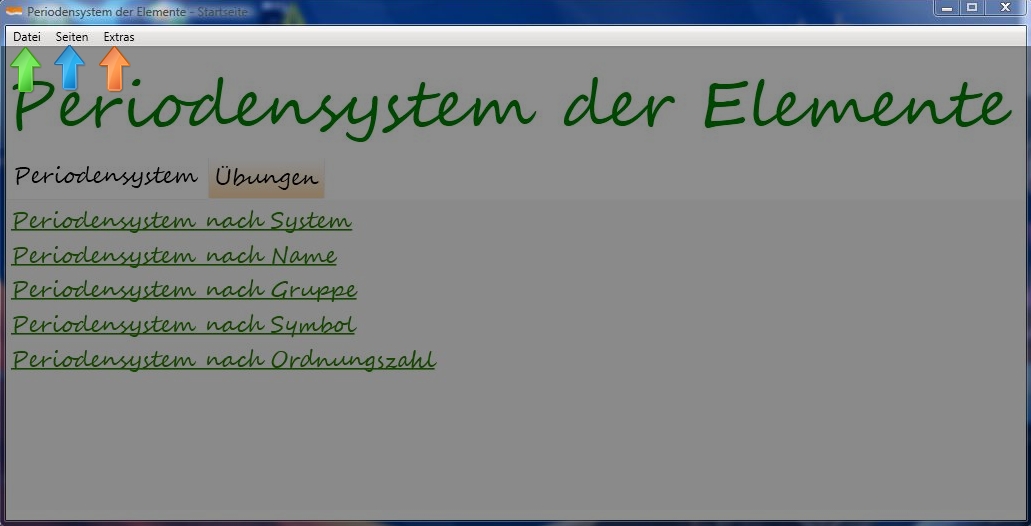 Periodensystem der Elemente - Startseite
Datei Seiten Extras
Periodensystem der Elemente
Periodensystem Übungen
Periodensystem nach System
Periodensystem nach Name
Periodensystem nach Gruppe
Periodensystem nach Symbol
Periodensystem nach Ordnungszahl